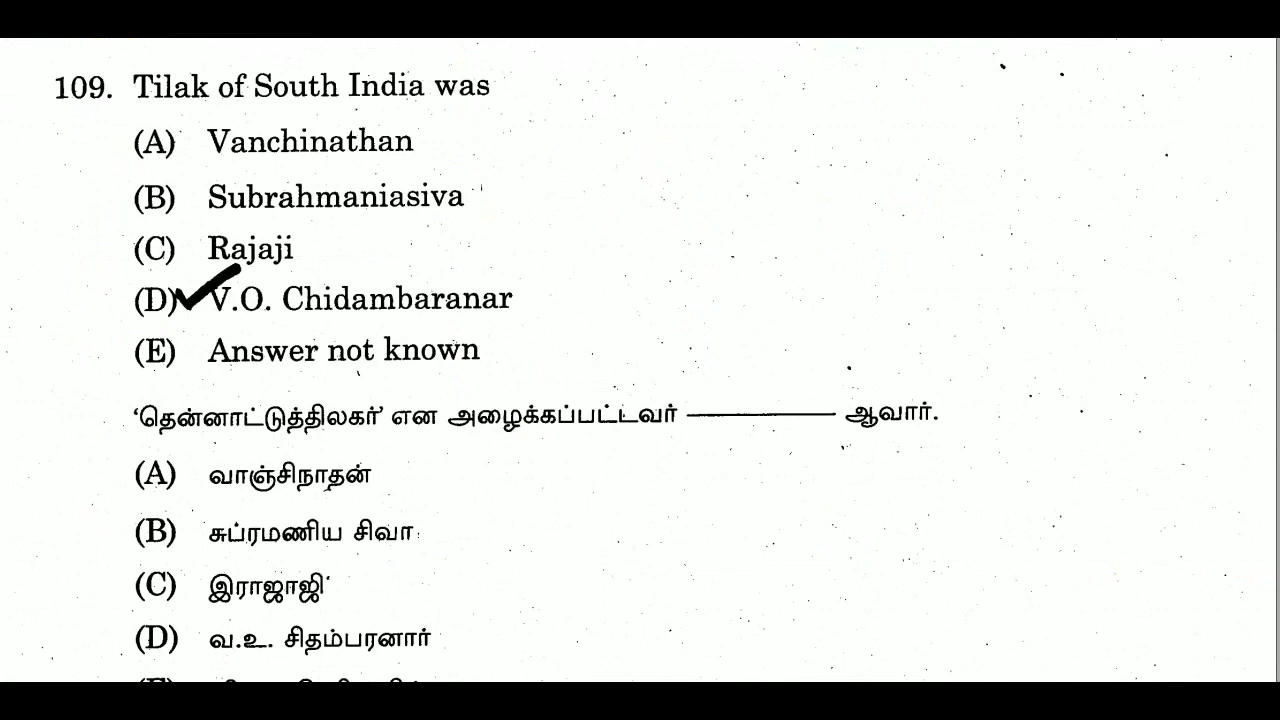 109. Tilak of South India was
(A) Vanchinathan
(B) Subrahmaniasiva
(C) Rajaji
(D) V.O. Chidambaranar
(E) Answer not known
‘தென்னாட்டுத்திலகர்’ என அழைக்கப்பட்டவர் ———— ஆவார்.
(A) வாஞ்சிநாதன்
(B) சுப்ரமணிய சிவா
(C) இராஜாஜி
(D) வ.உ. சிதம்பரனார்